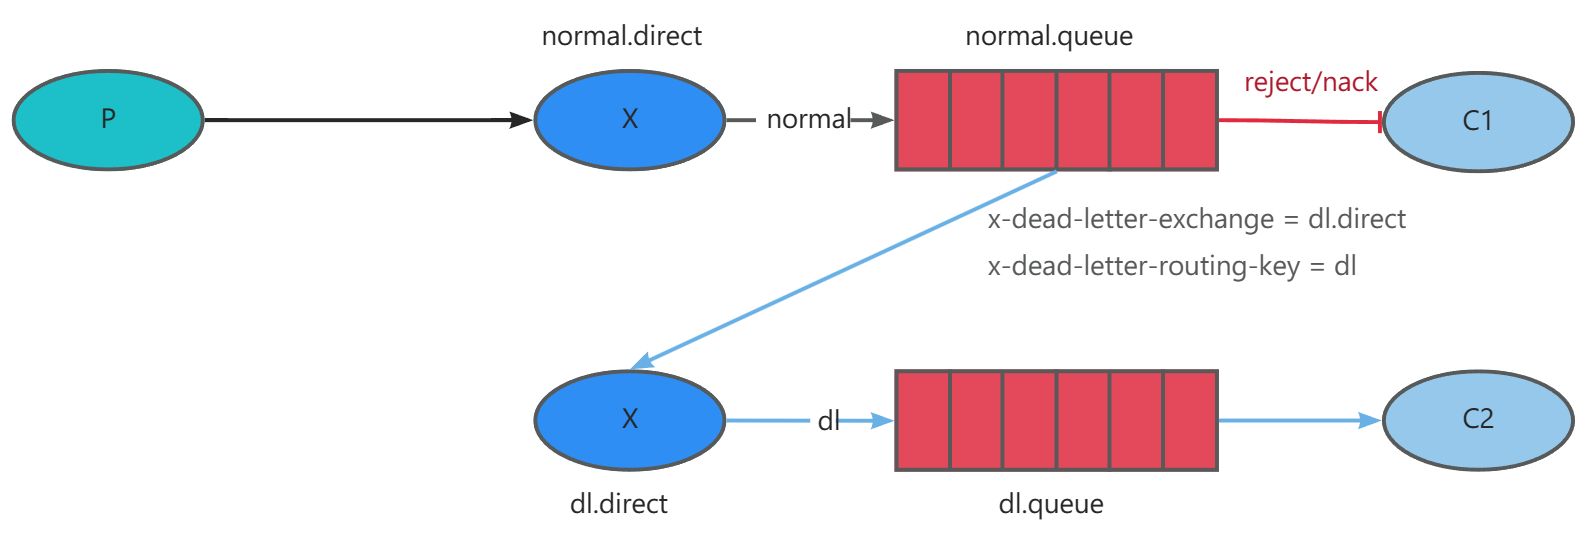 normal.direct
normal.queue
reject/nack
P
X
normal
C1
x-dead-letter-exchange = dl.direct
x-dead-letter-routing-key = dl
X
dl
C2
dl.direct
dl.queue